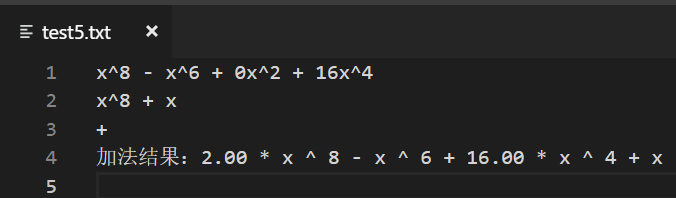 test5.txt
1 x^8 - x^6 + 0x^2 + 16x^4
2 x^8 + x
3 +
4 加法结果：2.00 * x ^ 8 - x ^ 6 + 16.00 * x ^ 4 + x
5